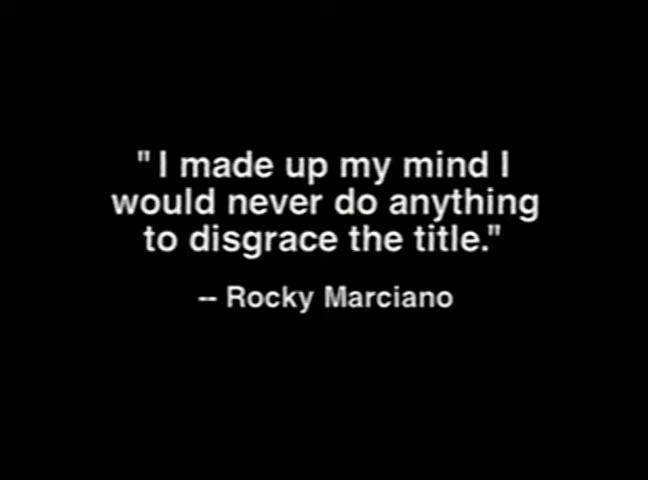 "I made up my mind I
would never do anything
to disgrace the title."
-- Rocky Marciano